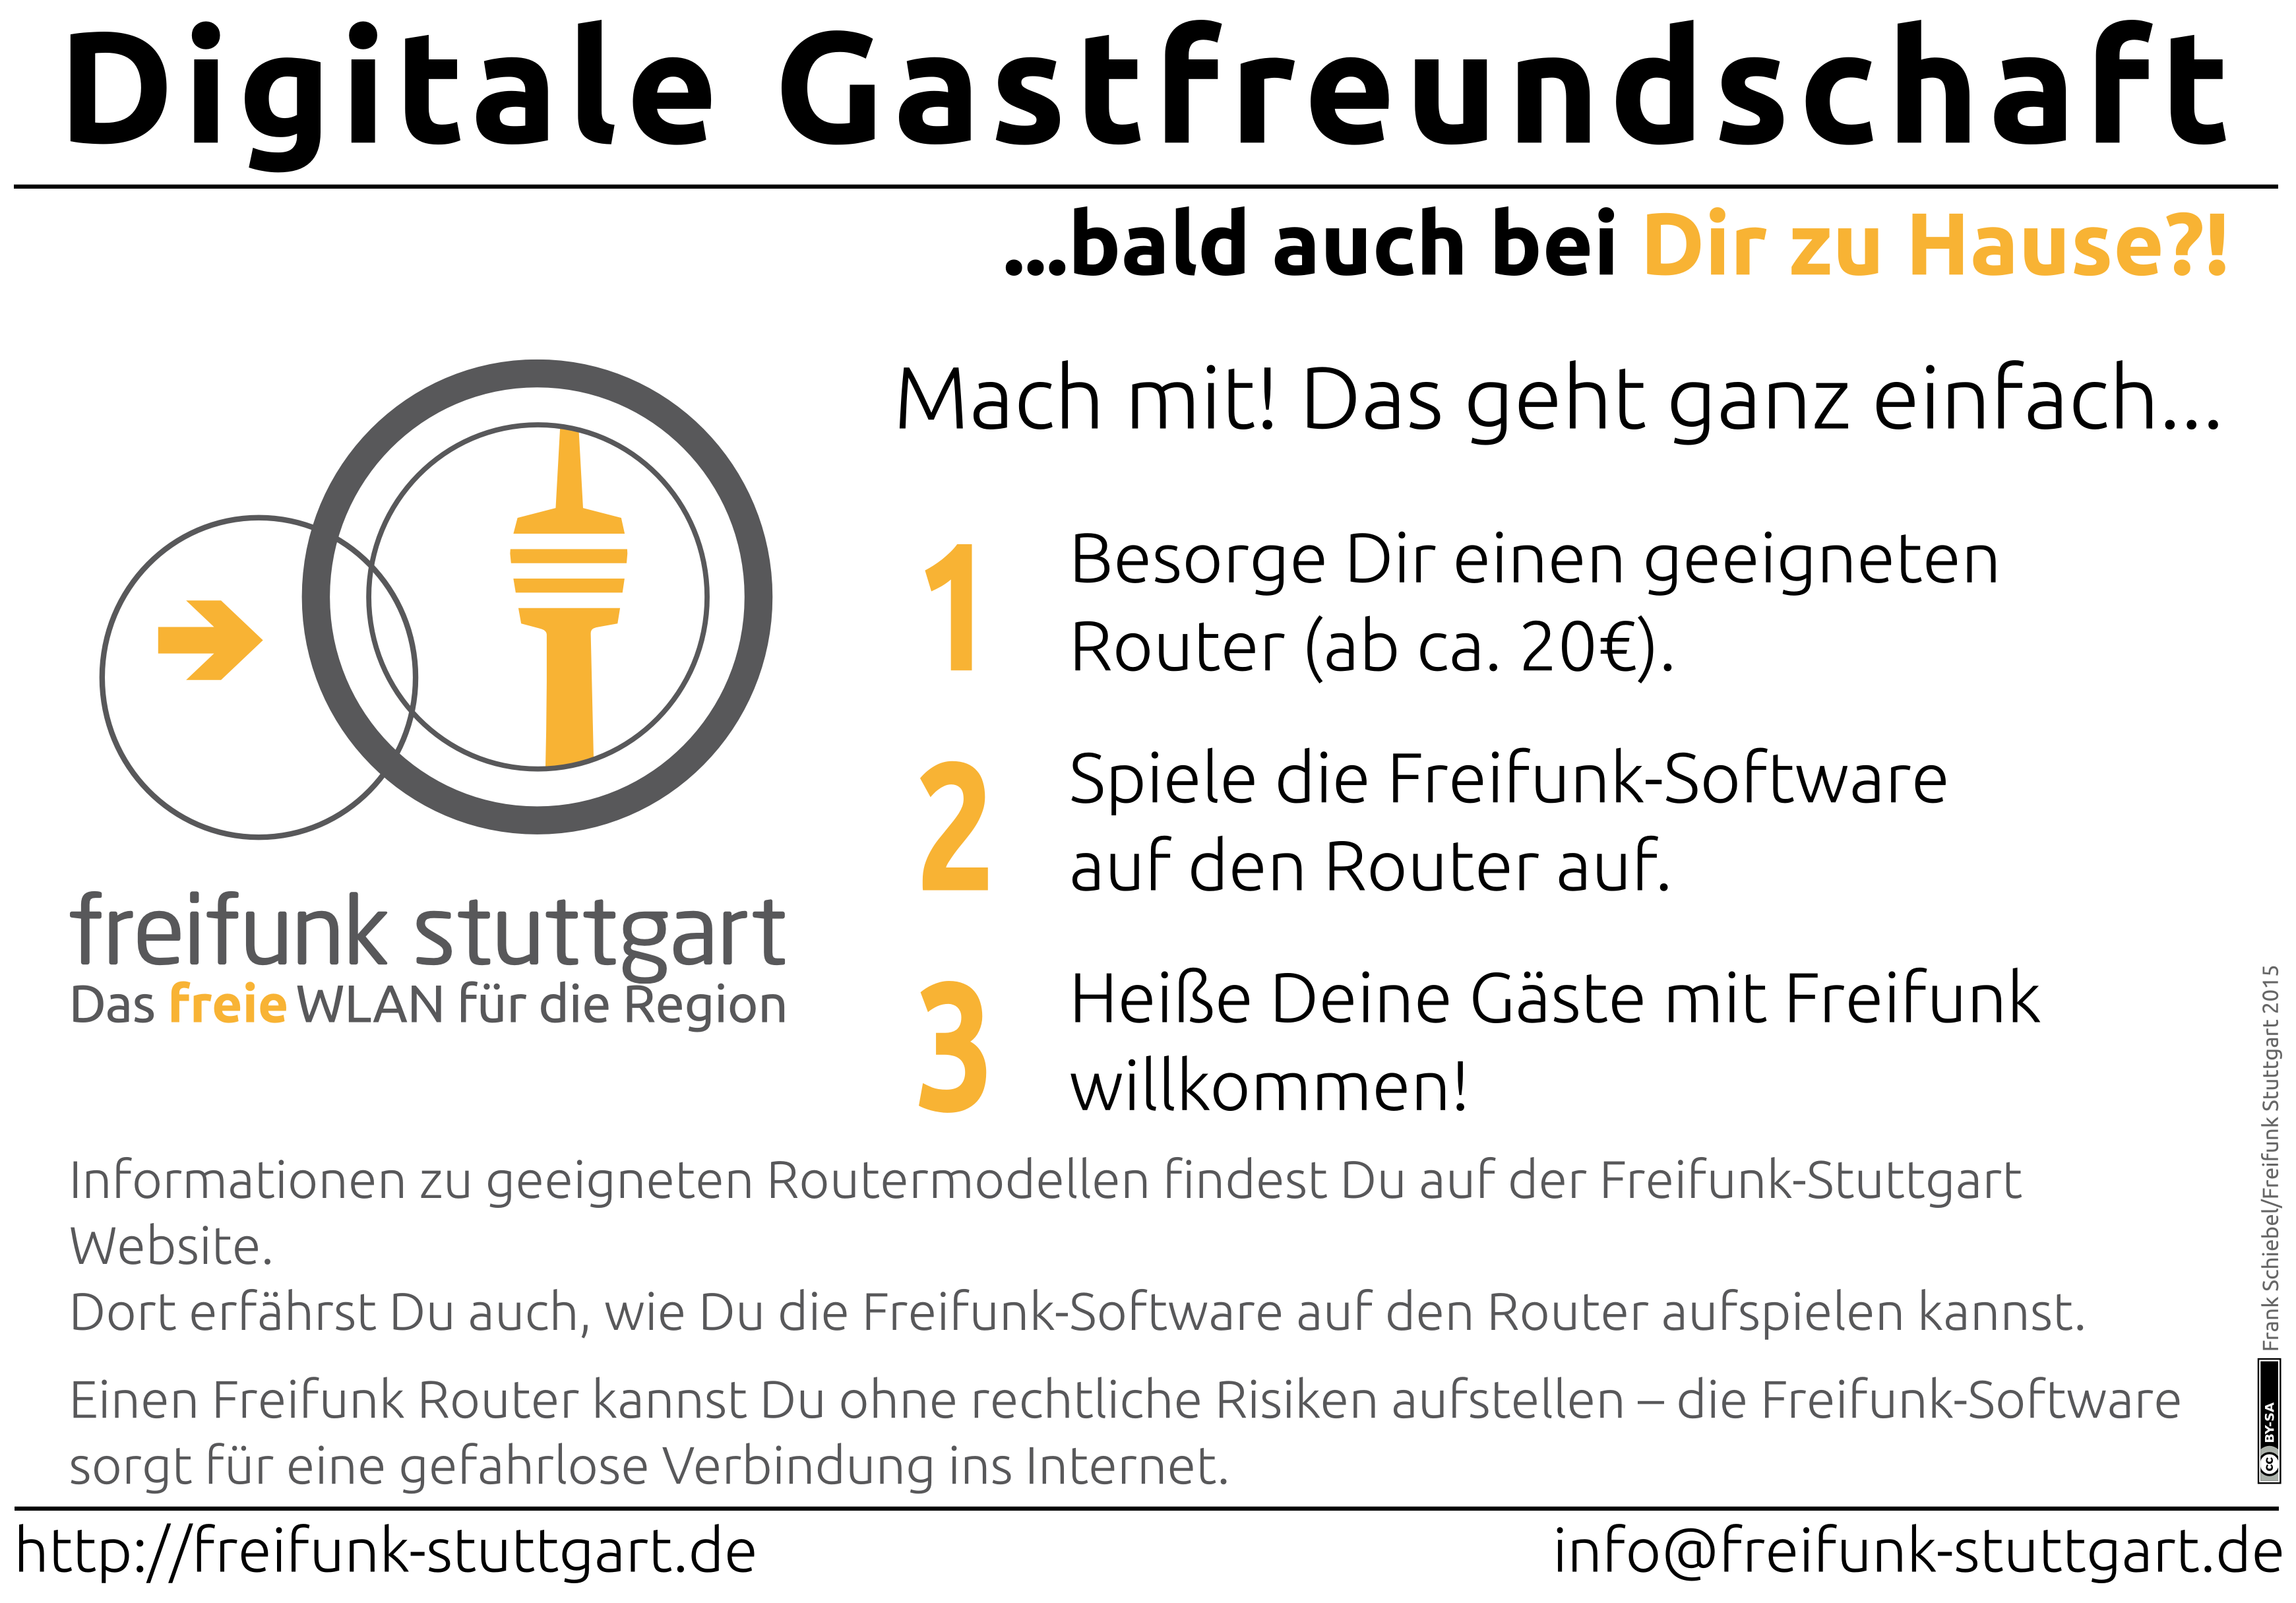 Digitale Gastfreundschaft
...bald auch bei Dir zu Hause?!
Mach mit! Das geht ganz einfach...
1
Besorge Dir einen geeigneten
Router (ab ca. 20€).
2
Spiele die Freifunk-Software
auf den Router auf.
3
Heiße Deine Gäste mit Freifunk
willkommen!
freifunk stuttgart
Das freie WLAN für die Region
Informationen zu geeigneten Routermodellen findest Du auf der Freifunk-Stuttgart
Website.
Dort erfährst Du auch, wie Du die Freifunk-Software auf den Router aufspielen kannst.
Einen Freifunk Router kannst Du ohne rechtliche Risiken aufstellen – die Freifunk-Software
sorgt für eine gefahrlose Verbindung ins Internet.
http://freifunk-stuttgart.de
info@freifunk-stuttgart.de
cc BY-SA
Frank Schiebel/Freifunk Stuttgart 2015